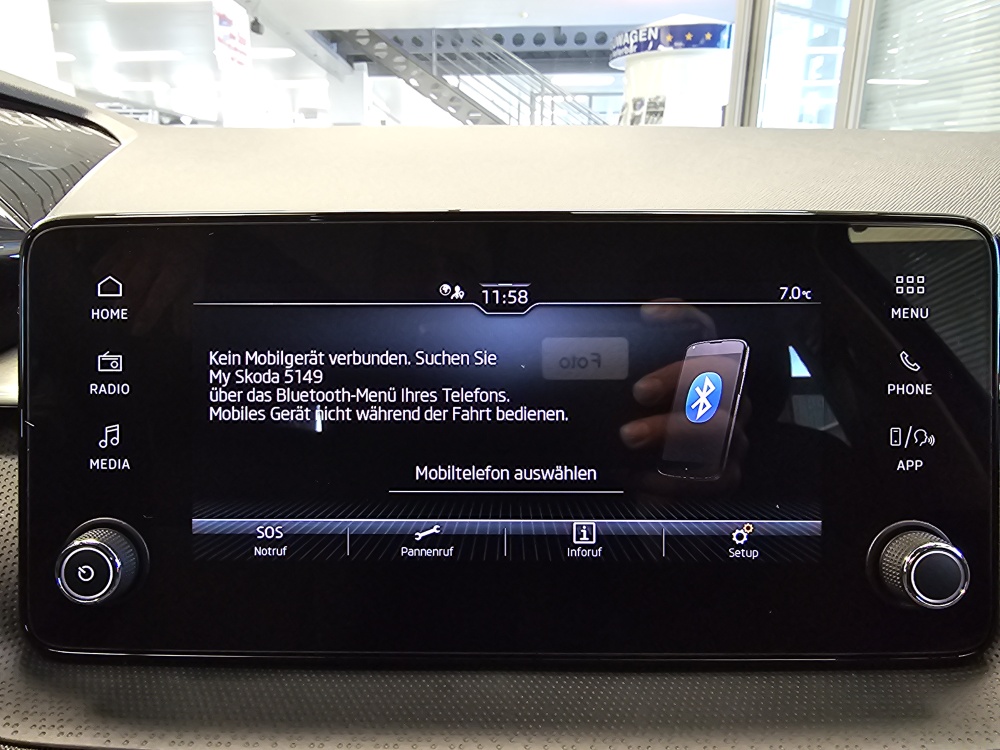 WAGEN
HOME
RADIO
MEDIA
11:58
7.0°C
Kein Mobilgerät verbunden. Suchen Sie
My Skoda 5149
über das Bluetooth-Menü Ihres Telefons.
Mobiles Gerät nicht während der Fahrt bedienen.
Foto
Mobiltelefon auswählen
SOS
Notruf
Pannenruf
i
Inforuf
Setup
MENU
PHONE
/
APP